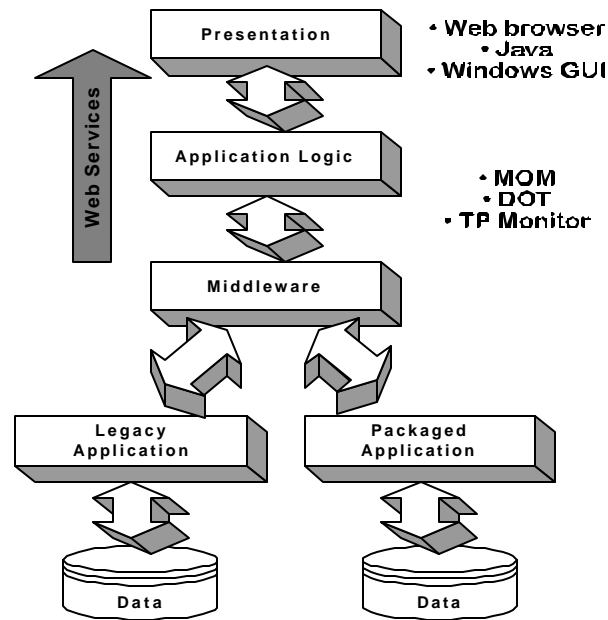 Presentation
• Web browser
• Java
• Windows GUI
Web Services
Application Logic
• MOM
• DOT
• TP Monitor
Middleware
Legacy
Application
Packaged
Application
Data
Data